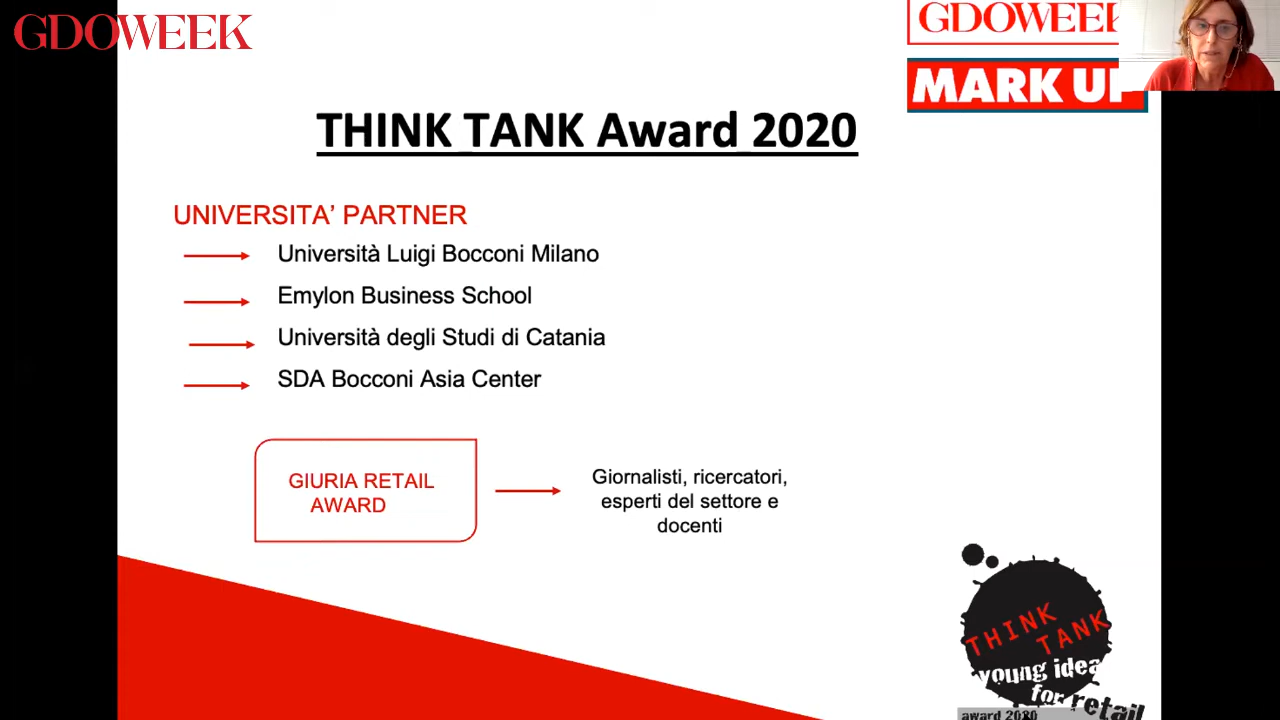 GDOWEEK
GDOWEE
MARK UP
THINK TANK Award 2020
UNIVERSITA' PARTNER
Università Luigi Bocconi Milano
Emylon Business School
Università degli Studi di Catania
SDA Bocconi Asia Center
GIURIA RETAIL
AWARD
Giornalisti, ricercatori,
esperti del settore e
docenti
THINK
TANK
young idea
for retail
award 2020